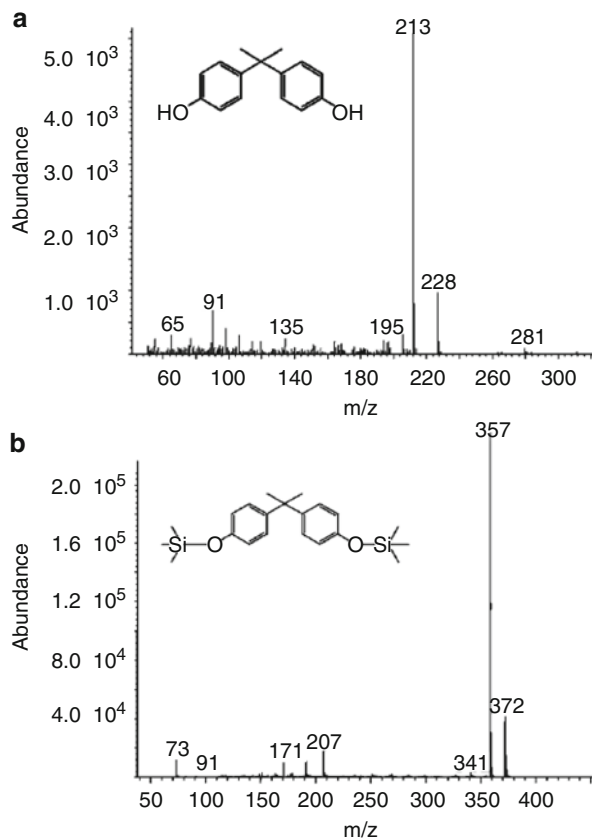 a
213
5.0 10³
HO
OH
4.0 10³
3.0 10³
Abundance
2.0 10³
228
1.0 10³
91
65
135
195
281
60 100 140 180 220 260 300
m/z
b
357
2.0 10⁵
Si
O
O
Si
1.6 10⁵
1.2 10⁵
Abundance
8.0 10⁴
4.0 10⁴
372
73
91
171
207
341
50 100 150 200 250 300 350 400
m/z